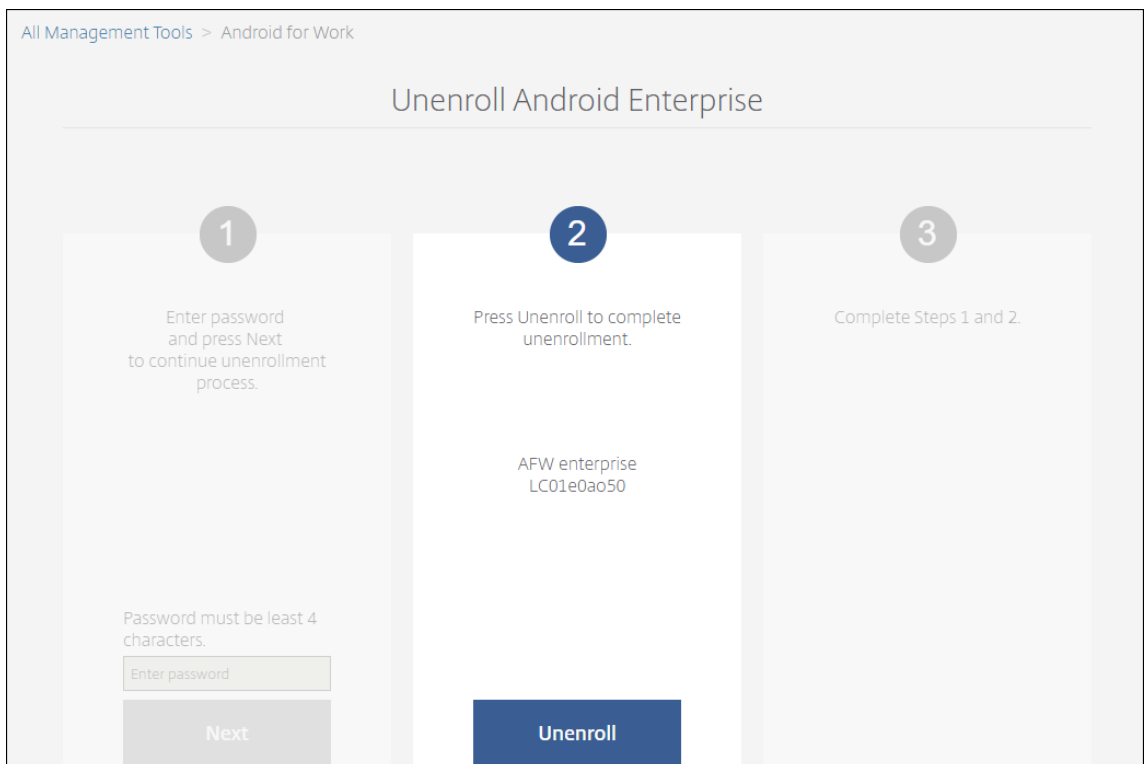 All Management Tools > Android for Work
Unenroll Android Enterprise
1
Enter password
and press Next
to continue unenrollment
process.
Password must be least 4
characters.
Enter password
Next
2
Press Unenroll to complete
unenrollment.
AFW enterprise
LC01e0ao50
Unenroll
3
Complete Steps 1 and 2.